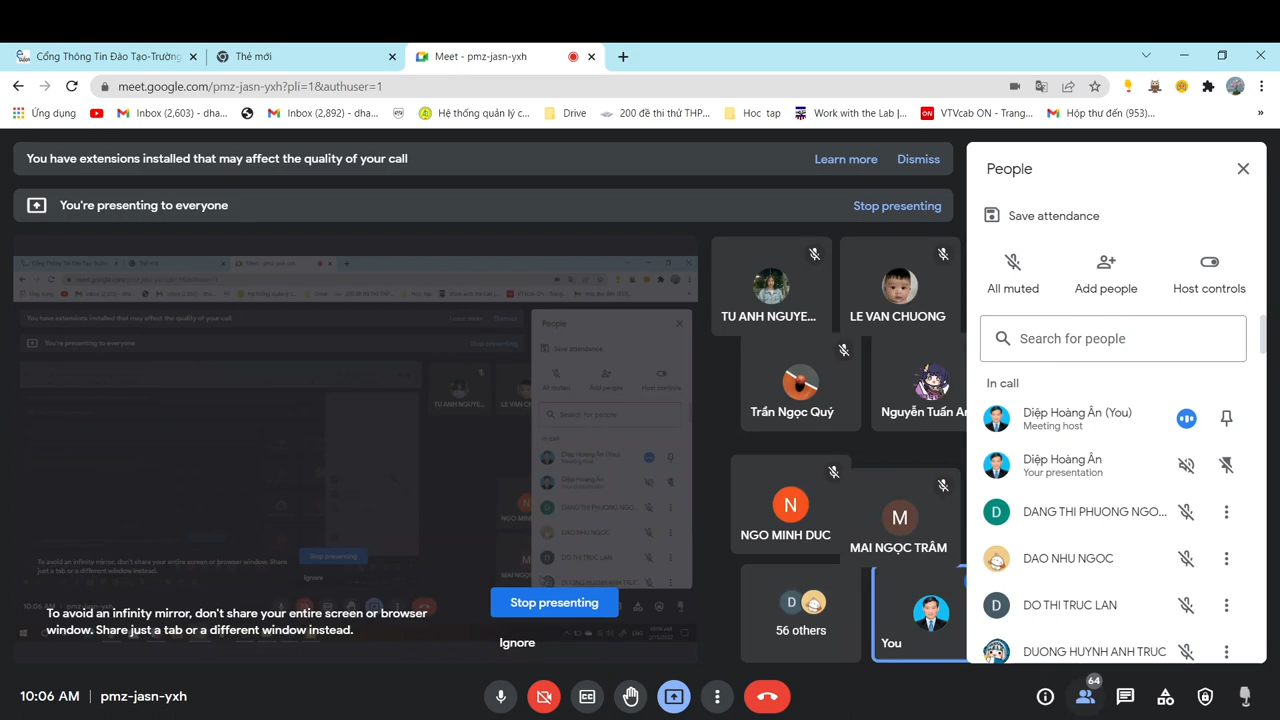 Cổng Thông Tin Đào Tạo-Trường
Thẻ mới
Meet - pmz-jasn-yxh
meet.google.com/pmz-jasn-yxh?pli=1&authuser=1
Ứng dụng
Inbox (2,603) - dha...
Inbox (2,892) - dha...
Hệ thống quản lý c...
Drive
200 đề thi thử THP...
Học tạp
Work with the Lab |...
VTVcab ON - Trang...
Hộp thư đến (953)...
»
You have extensions installed that may affect the quality of your call
Learn more
Dismiss
You're presenting to everyone
Stop presenting
People
Save attendance
All muted
Add people
Host controls
Search for people
In call
Diệp Hoàng Ân (You)
Meeting host
Diệp Hoàng Ân
Your presentation
DANG THI PHUONG NGO...
DAO NHU NGOC
DO THI TRUC LAN
DUONG HUYNH ANH TRUC
TU ANH NGUYE...
LE VAN CHUONG
Trần Ngọc Quý
Nguyễn Tuấn An
NGO MINH DUC
MAI NGỌC TRÂM
56 others
You
To avoid an infinity mirror, don't share your entire screen or browser
window. Share just a tab or a different window instead.
Stop presenting
Ignore
10:06 AM | pmz-jasn-yxh
64